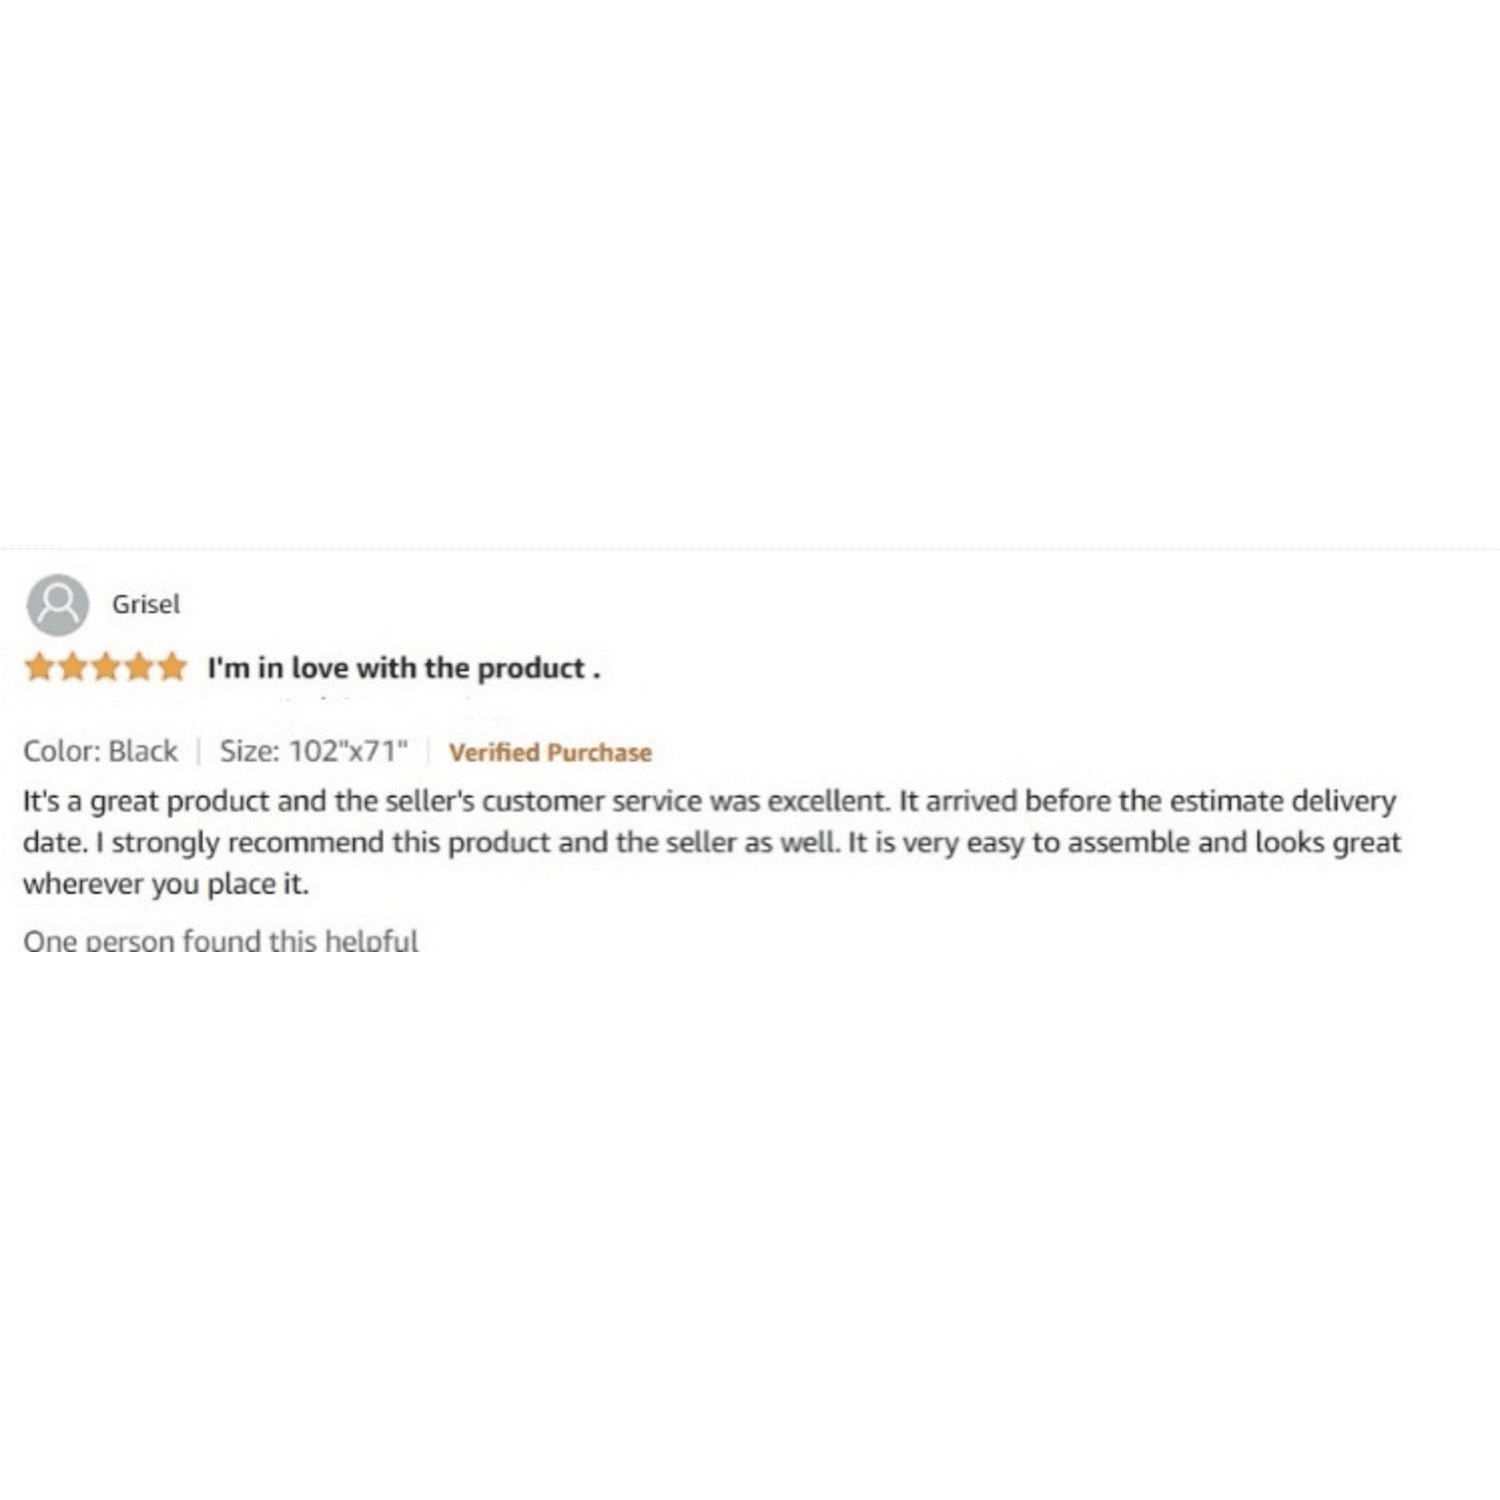 Grisel
I'm in love with the product .
Color: Black | Size: 102"x71" | Verified Purchase
It's a great product and the seller's customer service was excellent. It arrived before the estimate delivery
date. I strongly recommend this product and the seller as well. It is very easy to assemble and looks great
wherever you place it.
One person found this helpful